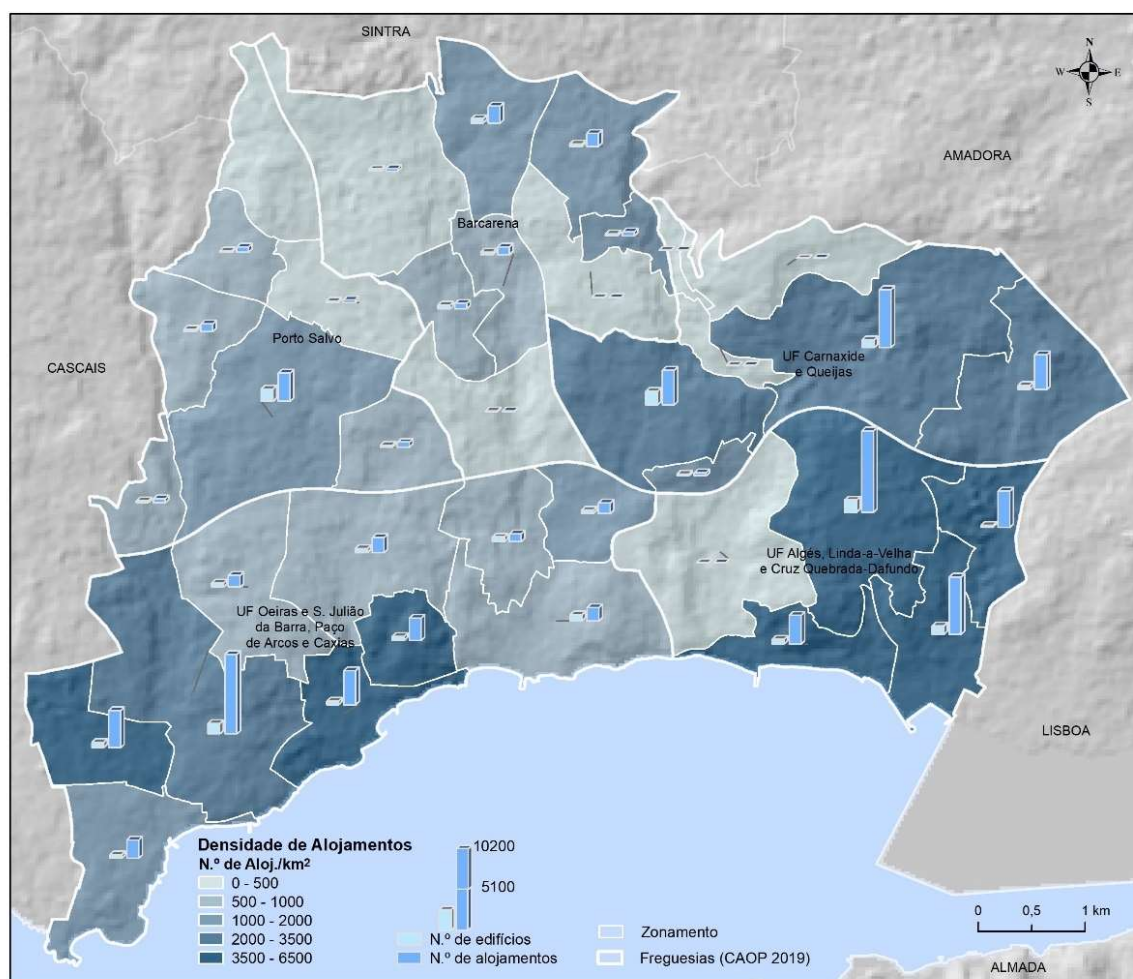 SINTRA
N
W E
S
AMADORA
Barcarena
CASCAIS
Porto Salvo
UF Carnaxide
e Queijas
UF Algés, Linda-a-Velha
e Cruz Quebrada-Dafundo
UF Oeiras e S. Julião
da Barra, Paço
de Arcos e Caxias
LISBOA
Densidade de Alojamentos
N.º de Aloj./km²
0 - 500
500 - 1000
1000 - 2000
2000 - 3500
3500 - 6500
10200
5100
N.º de edifícios
N.º de alojamentos
Zonamento
Freguesias (CAOP 2019)
0 0,5 1 km
ALMADA